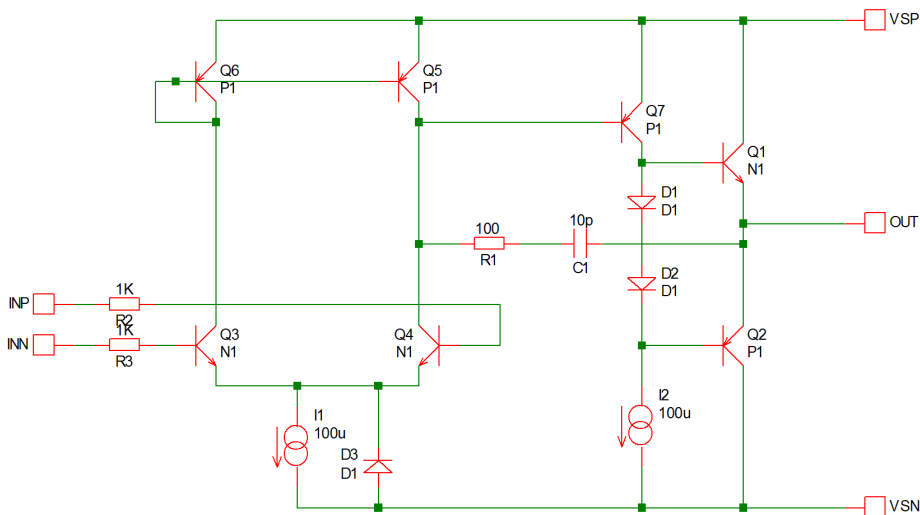 VSP
Q6
P1
Q5
P1
Q7
P1
Q1
N1
D1
D1
OUT
100
R1
10p
C1
D2
D1
INP
1K
R2
INN
1K
R3
Q3
N1
Q4
N1
Q2
P1
I1
100u
D3
D1
I2
100u
VSN